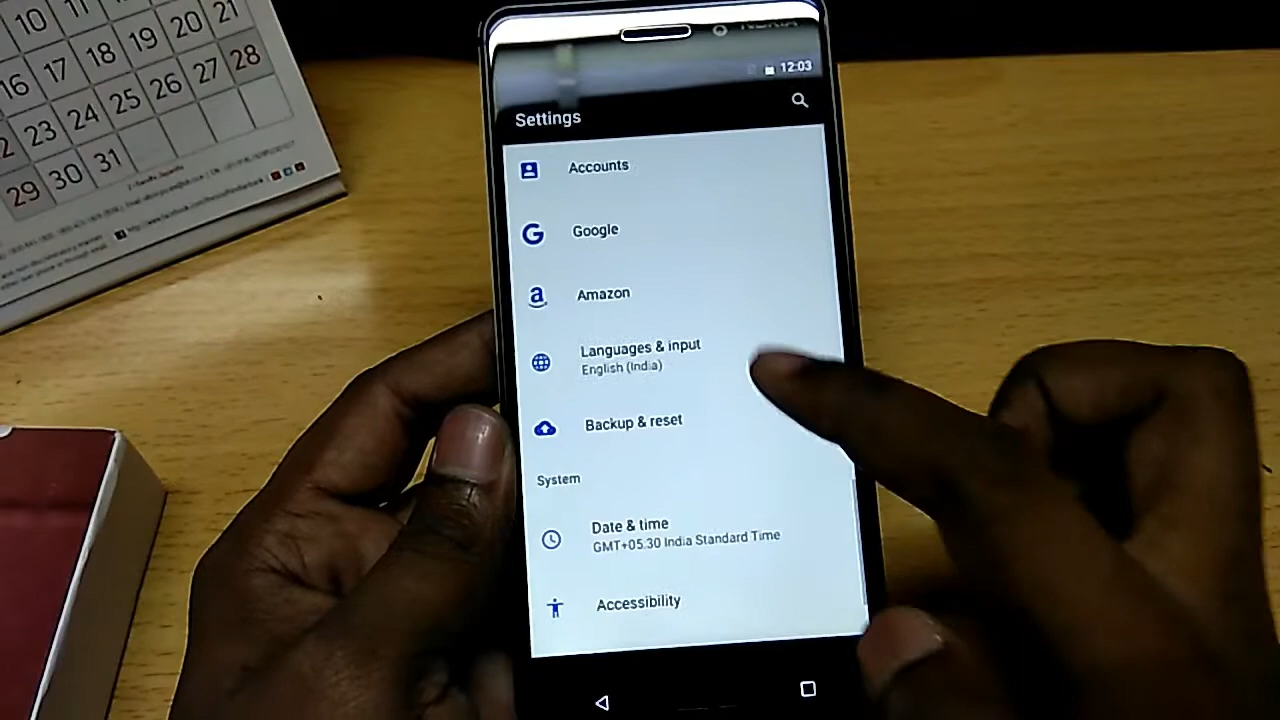 10 11
21
16 17 18 19 20
23 24 25 26 27 28
29 30 31
NOKIA
12:03
Settings
Accounts
Google
a
Amazon
Languages & input
English (India)
Backup & reset
System
Date & time
GMT+05:30 India Standard Time
Accessibility